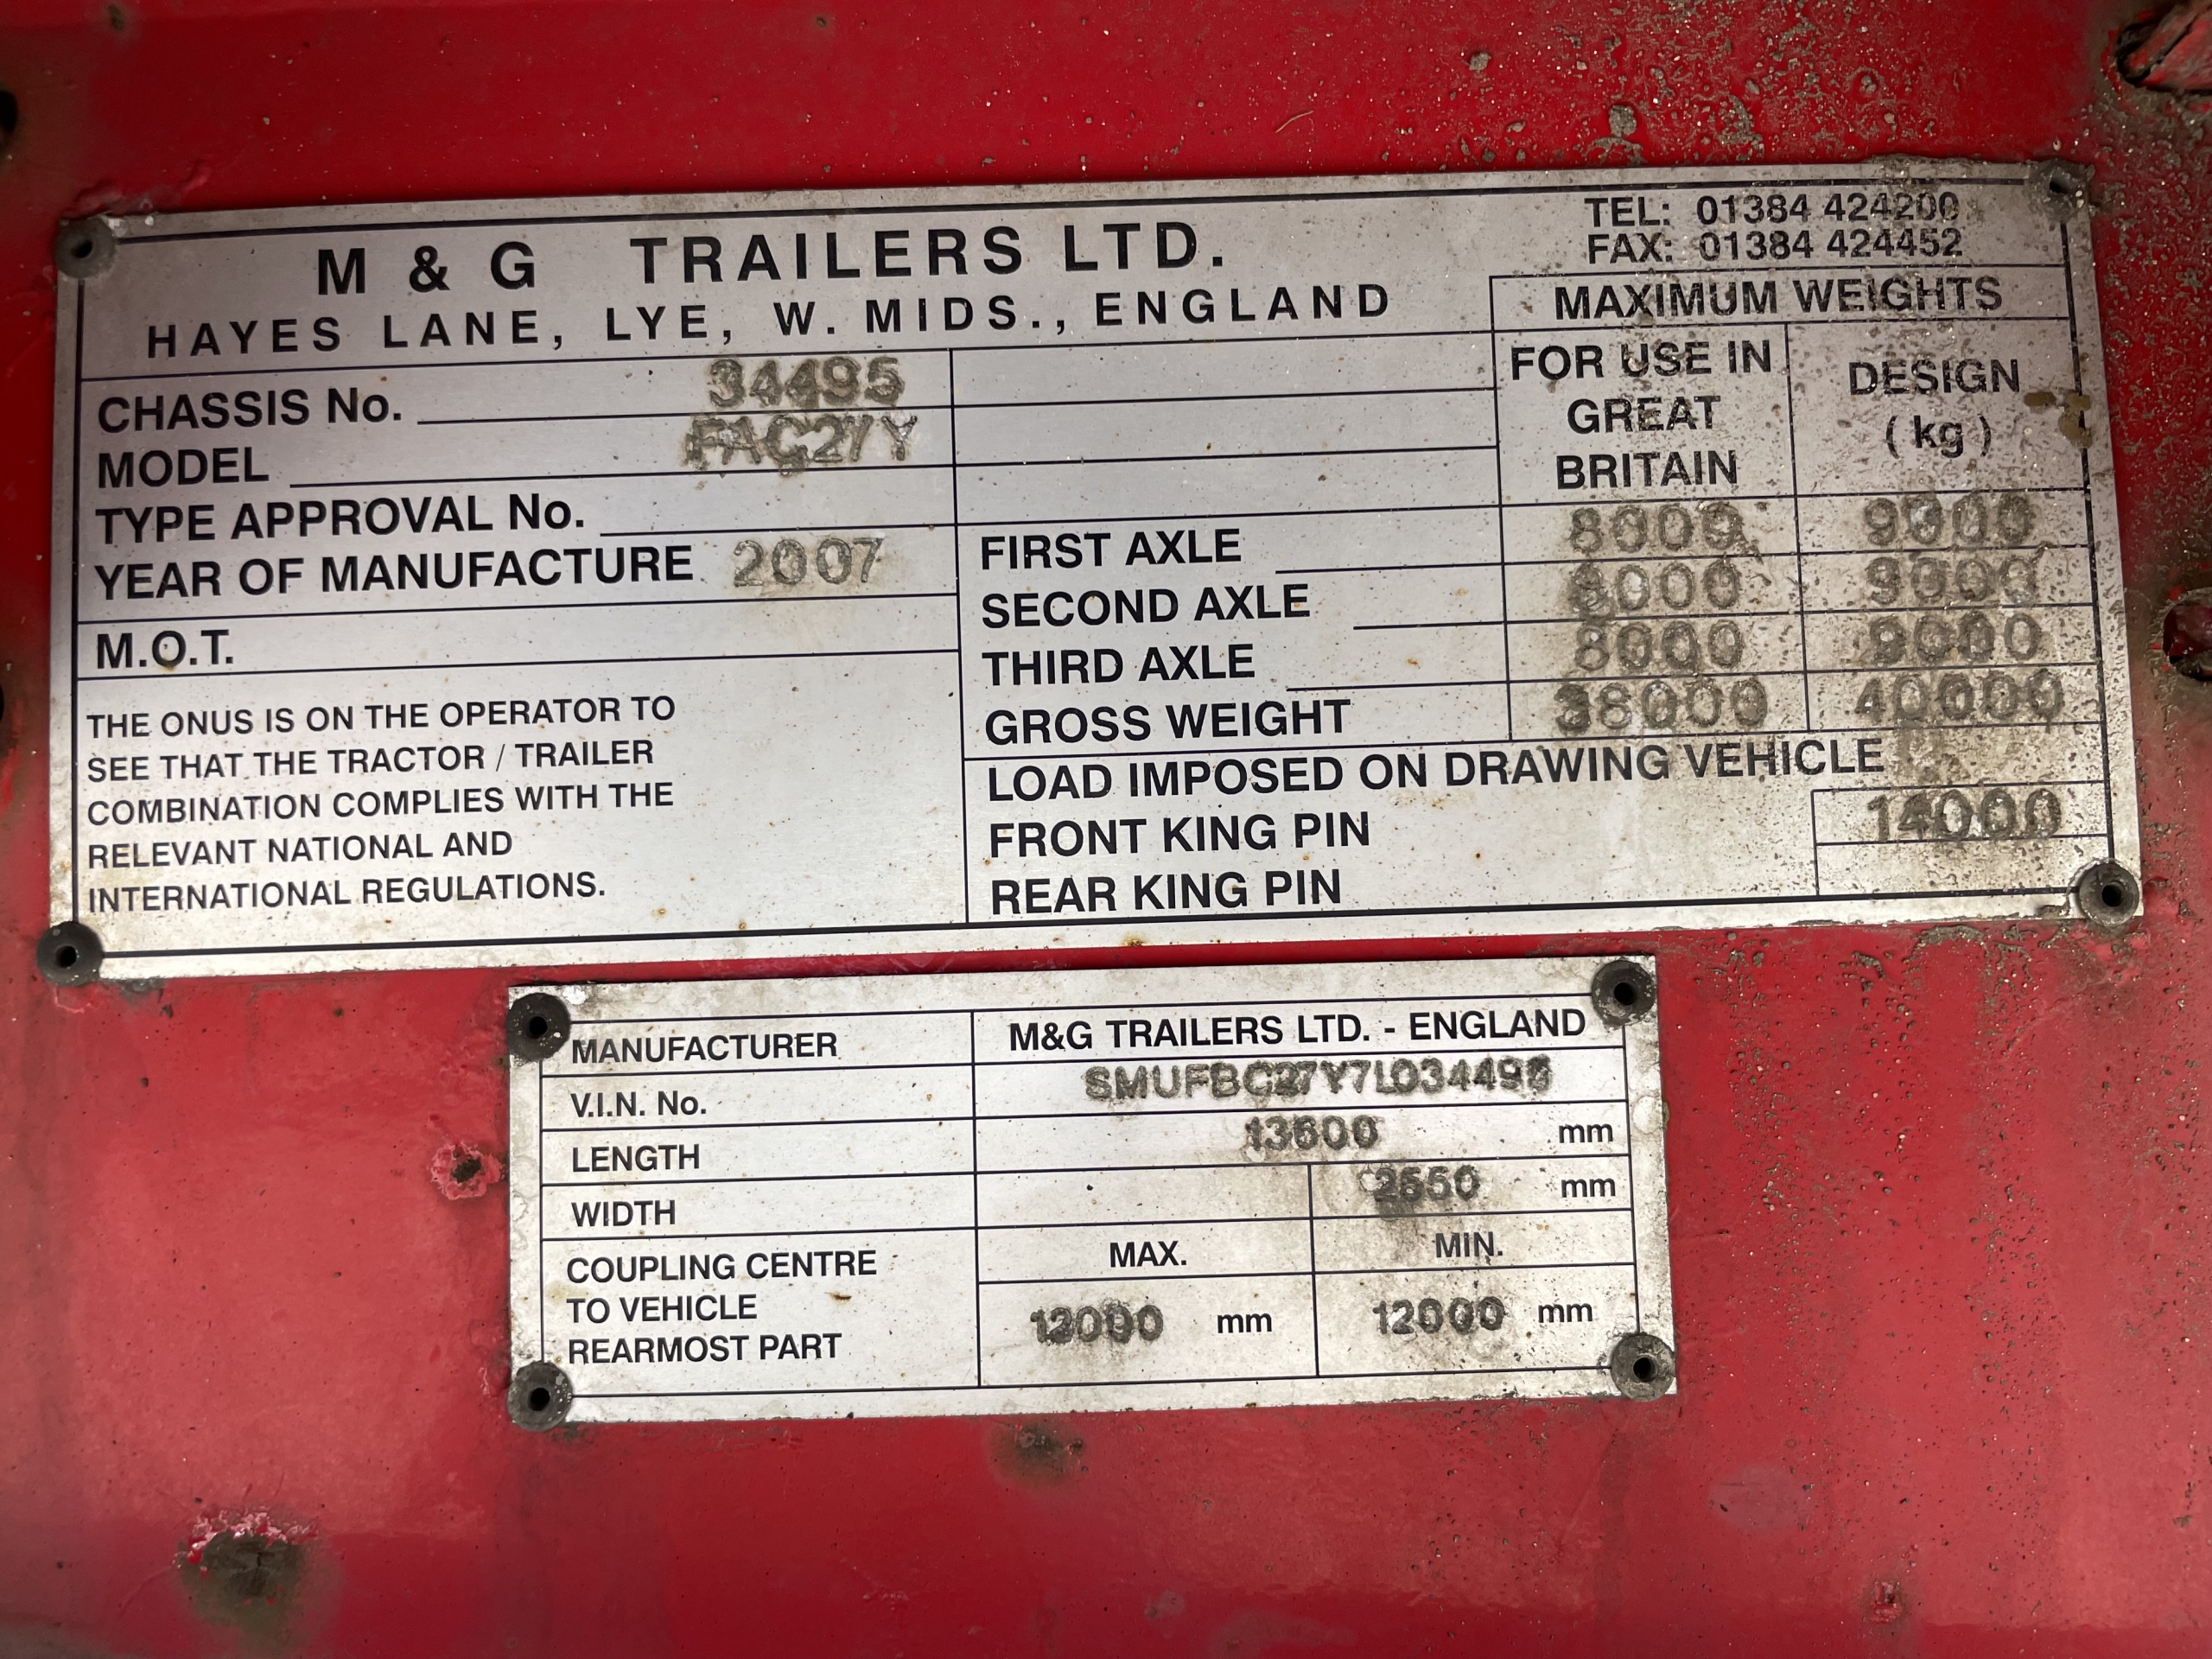 M & G TRAILERS LTD.
HAYES LANE, LYE, W. MIDS., ENGLAND
TEL: 01384 424200
FAX: 01384 424452
MAXIMUM WEIGHTS
FOR USE IN GREAT BRITAIN
DESIGN (kg)
CHASSIS No. 34495
MODEL
TYPE APPROVAL No.
YEAR OF MANUFACTURE 2007
M.O.T.
THE ONUS IS ON THE OPERATOR TO
SEE THAT THE TRACTOR / TRAILER
COMBINATION COMPLIES WITH THE
RELEVANT NATIONAL AND
INTERNATIONAL REGULATIONS.
FIRST AXLE 8000 9000
SECOND AXLE 8000 9000
THIRD AXLE 8000 9000
GROSS WEIGHT 38000 40000
LOAD IMPOSED ON DRAWING VEHICLE
FRONT KING PIN 14000
REAR KING PIN
MANUFACTURER M&G TRAILERS LTD. - ENGLAND
V.I.N. No. SMUFBC27Y7L034495
LENGTH 13600 mm
WIDTH 2550 mm
COUPLING CENTRE
TO VEHICLE
REARMOST PART
MAX. MIN.
12000 mm 12000 mm